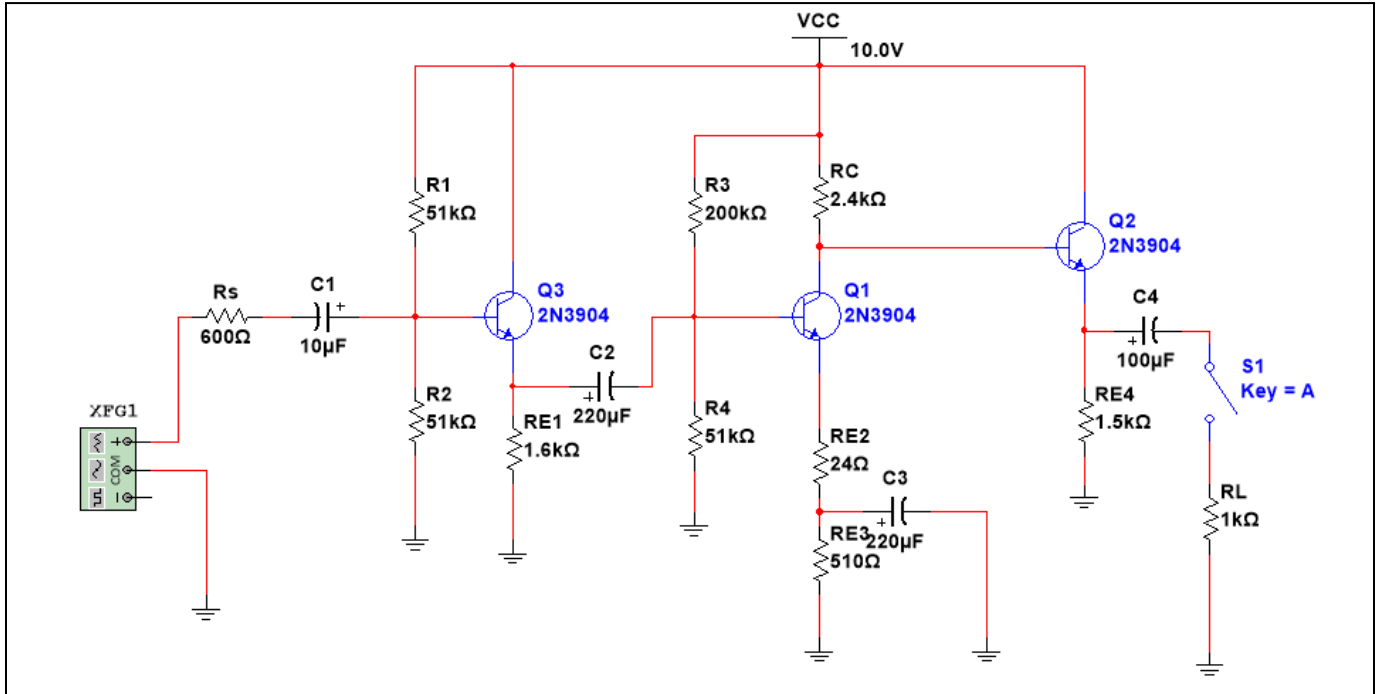 VCC
10.0V
R1
51kΩ
R3
200kΩ
RC
2.4kΩ
Q2
2N3904
Rs
600Ω
C1
+
10µF
Q3
2N3904
Q1
2N3904
C4
+
100µF
C2
+
220µF
S1
Key = A
XFG1
+
COM
−
R2
51kΩ
RE1
1.6kΩ
R4
51kΩ
RE2
24Ω
RE4
1.5kΩ
C3
+
220µF
RE3
510Ω
RL
1kΩ